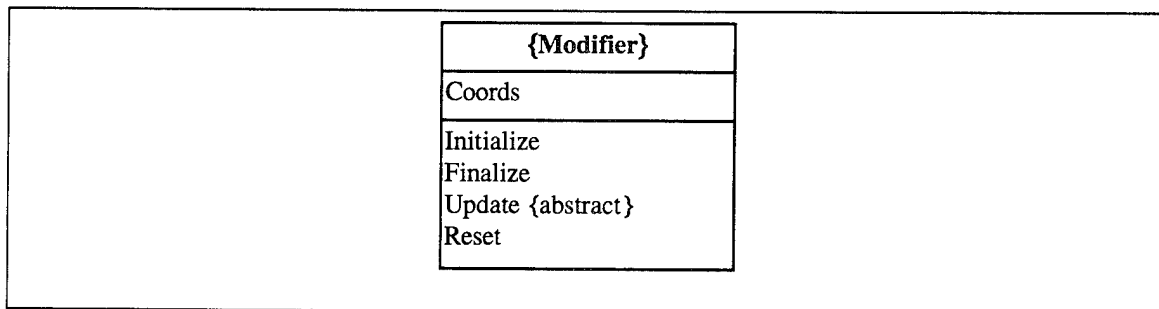 {Modifier}
Coords
Initialize
Finalize
Update {abstract}
Reset